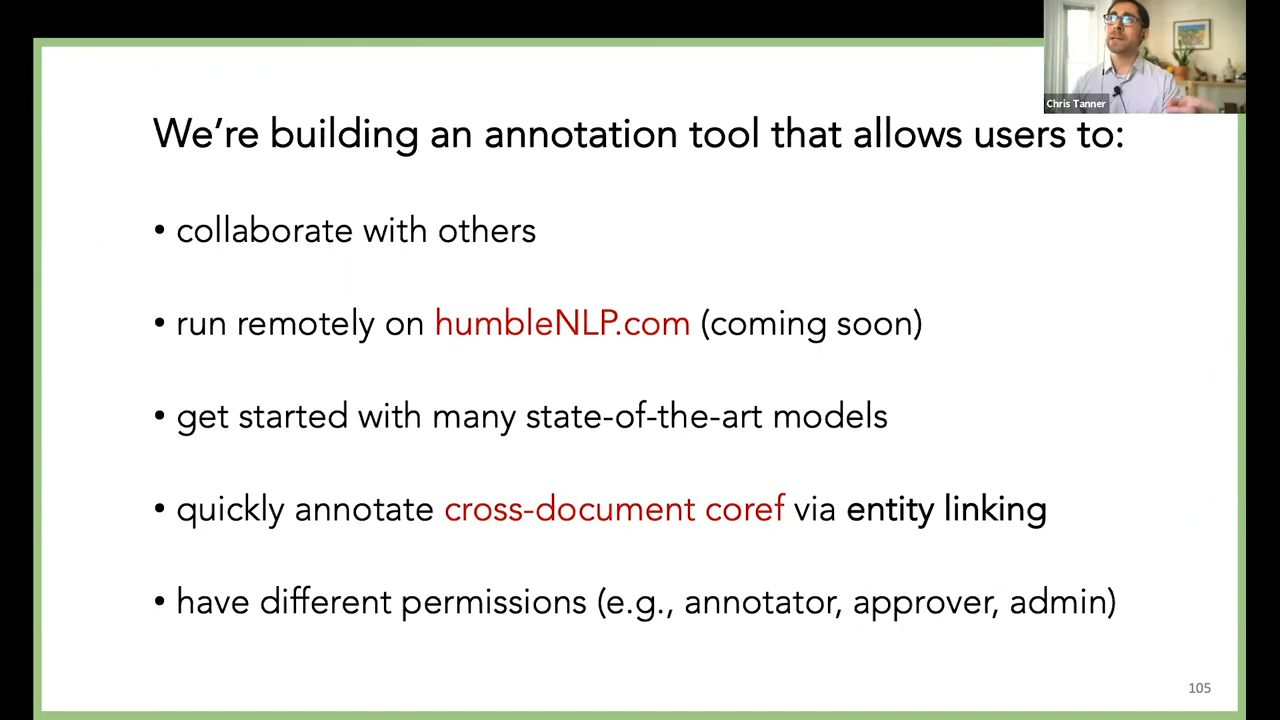 Chris Tanner
We're building an annotation tool that allows users to:
• collaborate with others
• run remotely on humbleNLP.com (coming soon)
• get started with many state-of-the-art models
• quickly annotate cross-document coref via entity linking
• have different permissions (e.g., annotator, approver, admin)
105